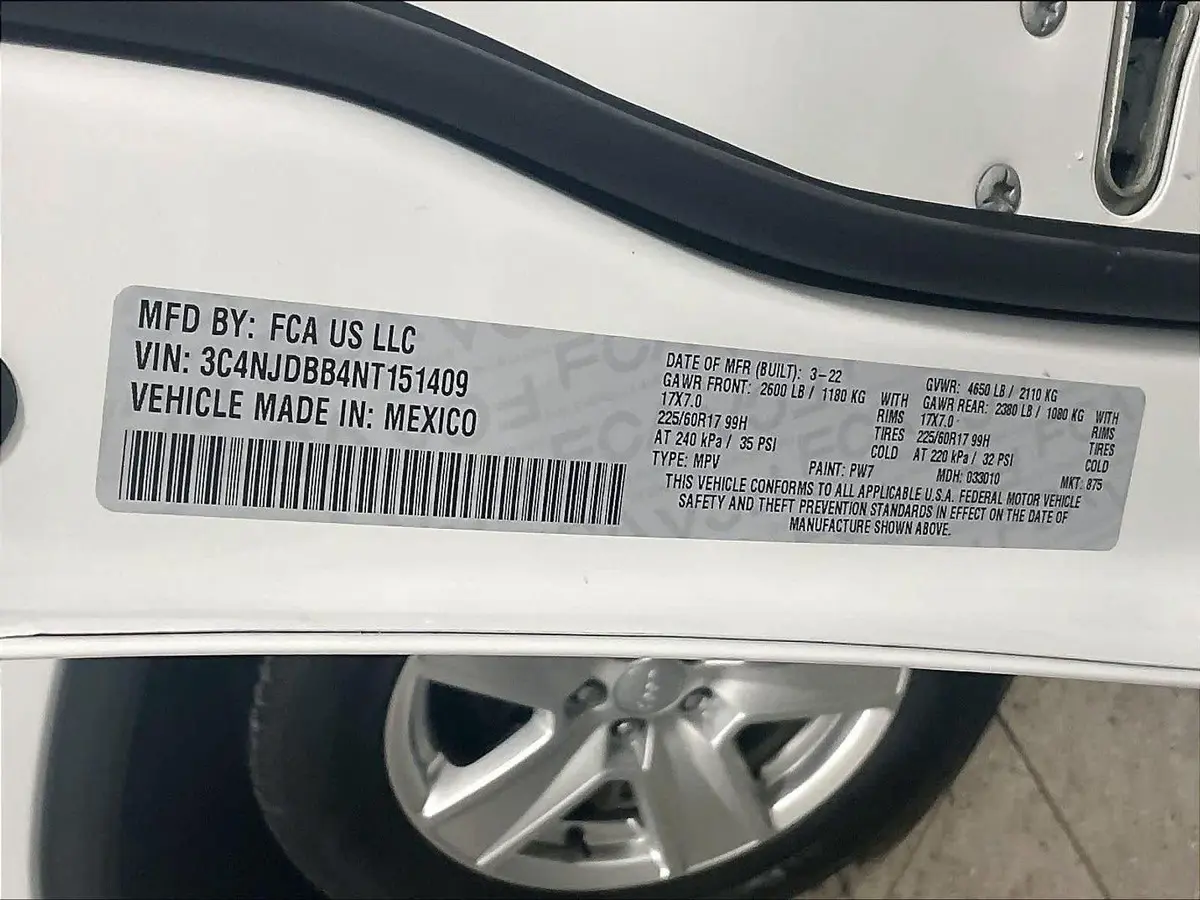 MFD BY: FCA US LLC
VIN: 3C4NJDBB4NT151409
VEHICLE MADE IN: MEXICO
DATE OF MFR (BUILT): 3-22 GVWR: 4650 LB / 2110 KG
GAWR FRONT: 2600 LB / 1180 KG WITH GAWR REAR: 2380 LB / 1080 KG WITH
17X7.0 RIMS 17X7.0 RIMS
225/60R17 99H TIRES 225/60R17 99H TIRES
AT 240 kPa / 35 PSI COLD AT 220 kPa / 32 PSI COLD
TYPE: MPV PAINT: PW7 MDH: 033010 MKT: 875
THIS VEHICLE CONFORMS TO ALL APPLICABLE U.S.A. FEDERAL MOTOR VEHICLE
SAFETY AND THEFT PREVENTION STANDARDS IN EFFECT ON THE DATE OF
MANUFACTURE SHOWN ABOVE.